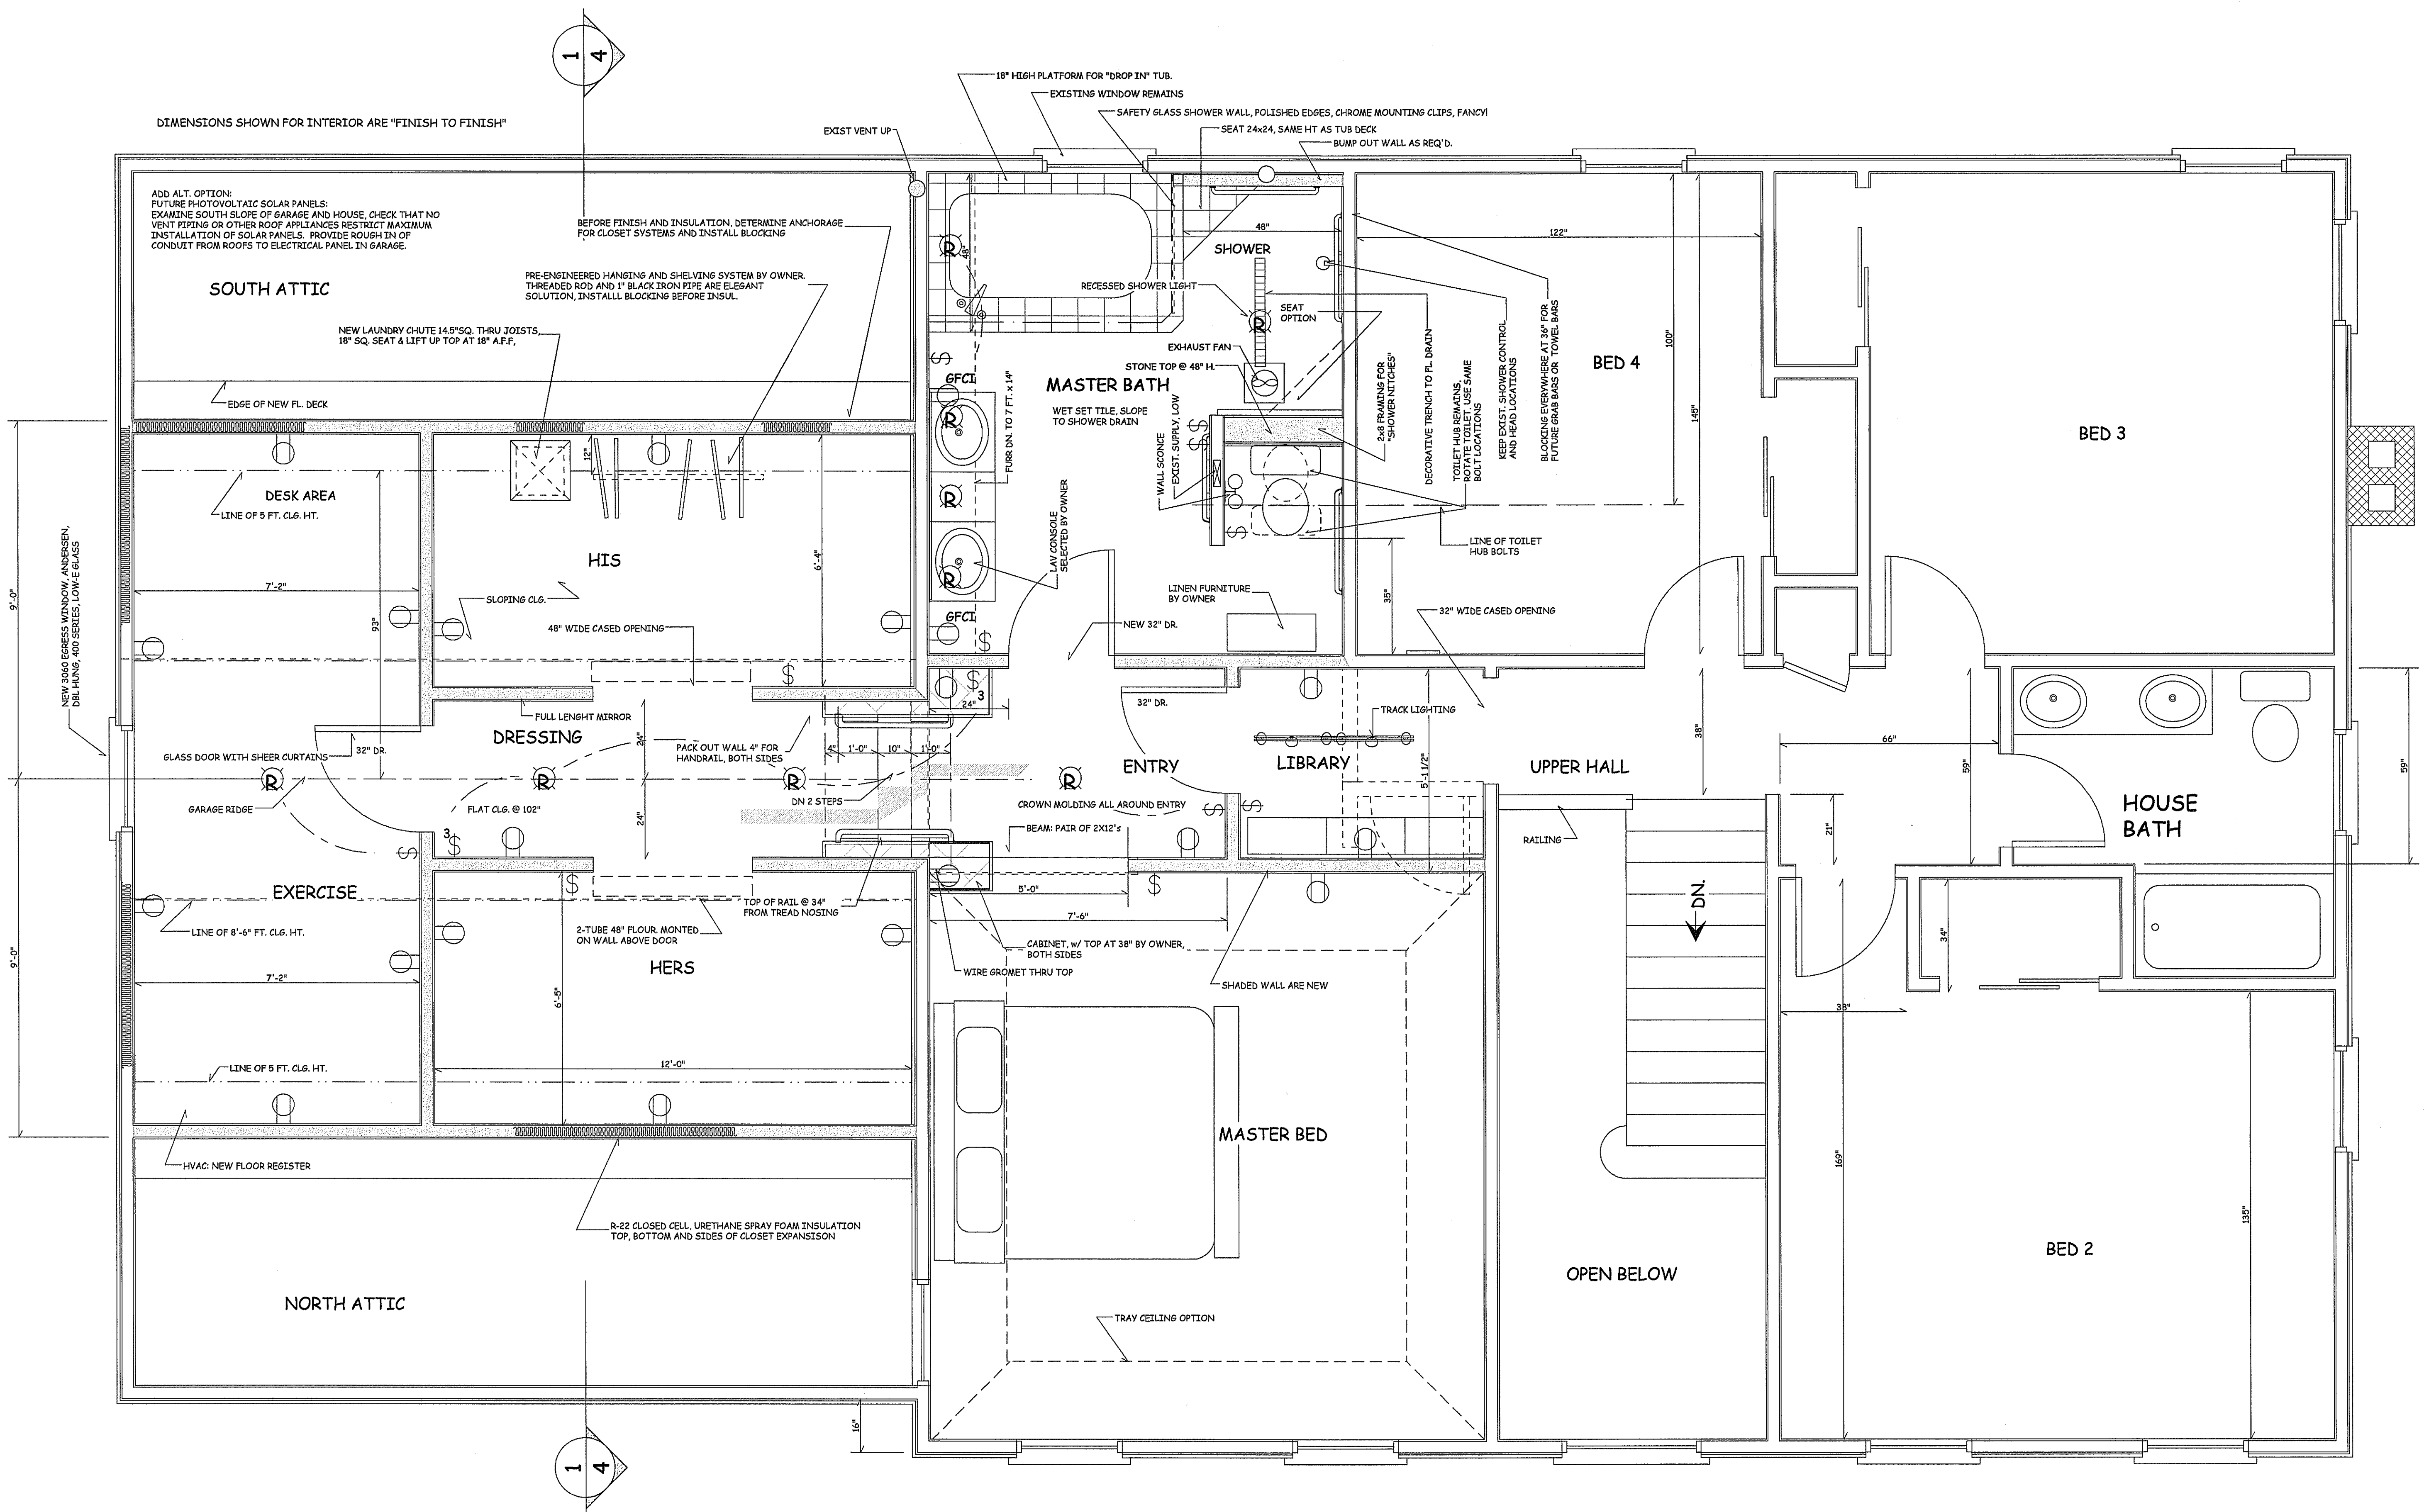 1
4
18" HIGH PLATFORM FOR "DROP IN" TUB.
EXISTING WINDOW REMAINS
SAFETY GLASS SHOWER WALL, POLISHED EDGES, CHROME MOUNTING CLIPS, FANCY!
SEAT 24x24, SAME HT AS TUB DECK
BUMP OUT WALL AS REQ'D.
EXIST VENT UP
DIMENSIONS SHOWN FOR INTERIOR ARE "FINISH TO FINISH"
ADD ALT. OPTION:
FUTURE PHOTOVOLTAIC SOLAR PANELS:
EXAMINE SOUTH SLOPE OF GARAGE AND HOUSE, CHECK THAT NO
VENT PIPING OR OTHER ROOF APPLIANCES RESTRICT MAXIMUM
INSTALLATION OF SOLAR PANELS. PROVIDE ROUGH IN OF
CONDUIT FROM ROOFS TO ELECTRICAL PANEL IN GARAGE.
SOUTH ATTIC
BEFORE FINISH AND INSULATION, DETERMINE ANCHORAGE
FOR CLOSET SYSTEMS AND INSTALL BLOCKING
PRE-ENGINEERED HANGING AND SHELVING SYSTEM BY OWNER.
THREADED ROD AND 1" BLACK IRON PIPE ARE ELEGANT
SOLUTION, INSTALLL BLOCKING BEFORE INSUL.
NEW LAUNDRY CHUTE 14.5"SQ. THRU JOISTS,
18" SQ. SEAT & LIFT UP TOP AT 18" A.F.F,
EDGE OF NEW FL. DECK
R
48"
48"
SHOWER
RECESSED SHOWER LIGHT
R
SEAT
OPTION
EXHAUST FAN
STONE TOP @ 48" H.
MASTER BATH
WET SET TILE, SLOPE
TO SHOWER DRAIN
GFCI
R
R
R
GFCI
FURR DN. TO 7 FT. x 14"
LAV CONSOLE
SELECTED BY OWNER
WALL SCONCE
EXIST. SUPPLY, LOW
2x8 FRAMING FOR
"SHOWER NITCHES"
DECORATIVE TRENCH TO FL DRAIN
TOILET HUB REMAINS,
ROTATE TOILET, USE SAME
BOLT LOCATIONS
KEEP EXIST. SHOWER CONTROL
AND HEAD LOCATIONS
BLOCKING EVERYWHERE AT 36" FOR
FUTURE GRAB BARS OR TOWEL BARS
LINE OF TOILET
HUB BOLTS
35"
LINEN FURNITURE
BY OWNER
NEW 32" DR.
32" WIDE CASED OPENING
122"
BED 4
100"
145"
BED 3
NEW 3060 EGRESS WINDOW, ANDERSEN,
DBL HUNG, 400 SERIES, LOW-E GLASS
9'-0"
9'-0"
DESK AREA
LINE OF 5 FT. CLG. HT.
7'-2"
93"
12"
HIS
6'-4"
SLOPING CLG.
48" WIDE CASED OPENING
FULL LENGHT MIRROR
DRESSING
24"
24"
PACK OUT WALL 4" FOR
HANDRAIL, BOTH SIDES
4"
1'-0"
10"
1'-0"
24"
3
32" DR.
GLASS DOOR WITH SHEER CURTAINS
32" DR.
R
R
R
R
GARAGE RIDGE
FLAT CLG. @ 102"
DN 2 STEPS
3
ENTRY
CROWN MOLDING ALL AROUND ENTRY
BEAM: PAIR OF 2X12's
TRACK LIGHTING
LIBRARY
5'-1 1/2"
UPPER HALL
38"
RAILING
66"
59"
59"
21"
HOUSE
BATH
DN.
EXERCISE
LINE OF 8'-6" FT. CLG. HT.
7'-2"
TOP OF RAIL @ 34"
FROM TREAD NOSING
2-TUBE 48" FLOUR. MONTED
ON WALL ABOVE DOOR
HERS
6'-5"
12'-0"
5'-0"
7'-6"
CABINET, w/ TOP AT 38" BY OWNER,
BOTH SIDES
WIRE GROMET THRU TOP
SHADED WALL ARE NEW
34"
38"
LINE OF 5 FT. CLG. HT.
HVAC: NEW FLOOR REGISTER
MASTER BED
169"
135"
R-22 CLOSED CELL, URETHANE SPRAY FOAM INSULATION
TOP, BOTTOM AND SIDES OF CLOSET EXPANSISON
NORTH ATTIC
TRAY CEILING OPTION
OPEN BELOW
BED 2
16"
1
4